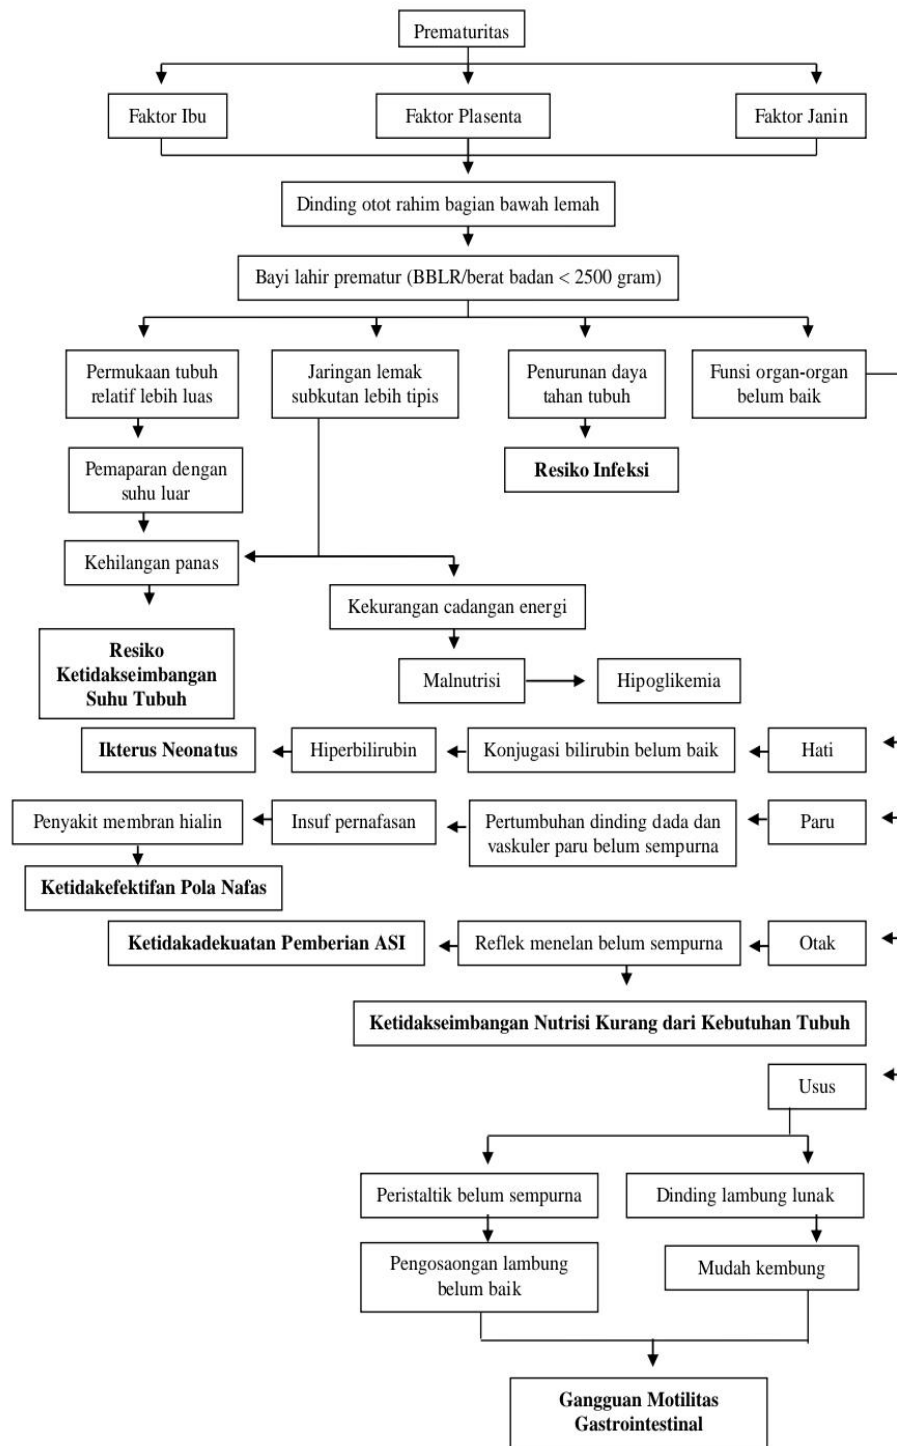 Prematuritas
Faktor Ibu
Faktor Plasenta
Faktor Janin
Dinding otot rahim bagian bawah lemah
Bayi lahir prematur (BBLR/berat badan < 2500 gram)
Permukaan tubuh
relatif lebih luas
Jaringan lemak
subkutan lebih tipis
Penurunan daya
tahan tubuh
Funsi organ-organ
belum baik
Pemaparan dengan
suhu luar
Resiko Infeksi
Kehilangan panas
Kekurangan cadangan energi
Resiko
Ketidakseimbangan
Suhu Tubuh
Malnutrisi
Hipoglikemia
Ikterus Neonatus
Hiperbilirubin
Konjugasi bilirubin belum baik
Hati
Penyakit membran hialin
Insuf pernafasan
Pertumbuhan dinding dada dan
vaskuler paru belum sempurna
Paru
Ketidakefektifan Pola Nafas
Ketidakadekuatan Pemberian ASI
Reflek menelan belum sempurna
Otak
Ketidakseimbangan Nutrisi Kurang dari Kebutuhan Tubuh
Usus
Peristaltik belum sempurna
Dinding lambung lunak
Pengosaongan lambung
belum baik
Mudah kembung
Gangguan Motilitas
Gastrointestinal